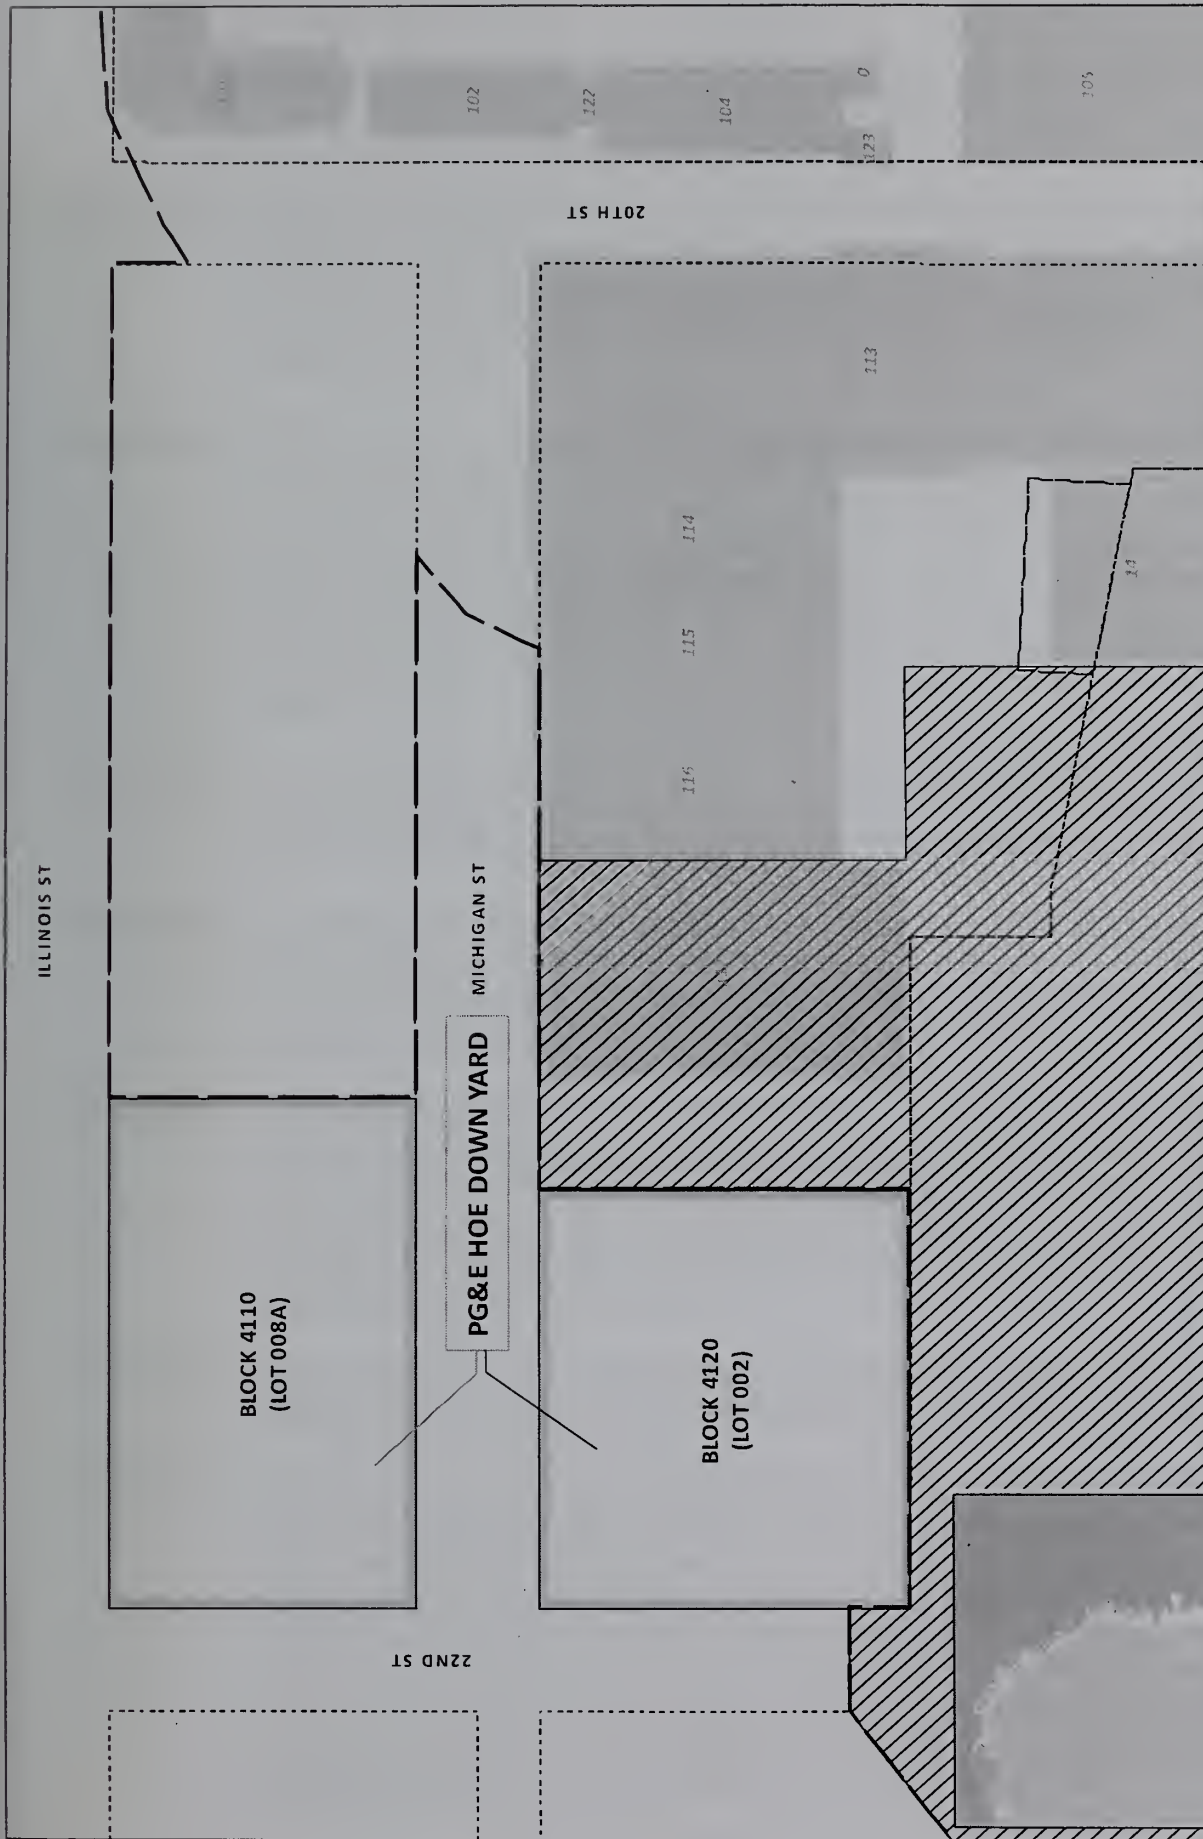 ILLINOIS ST
102
122
104
0
123
105
20TH ST
113
114
115
116
14
MICHIGAN ST
PG&E HOE DOWN YARD
BLOCK 4110
(LOT 008A)
BLOCK 4120
(LOT 002)
22ND ST